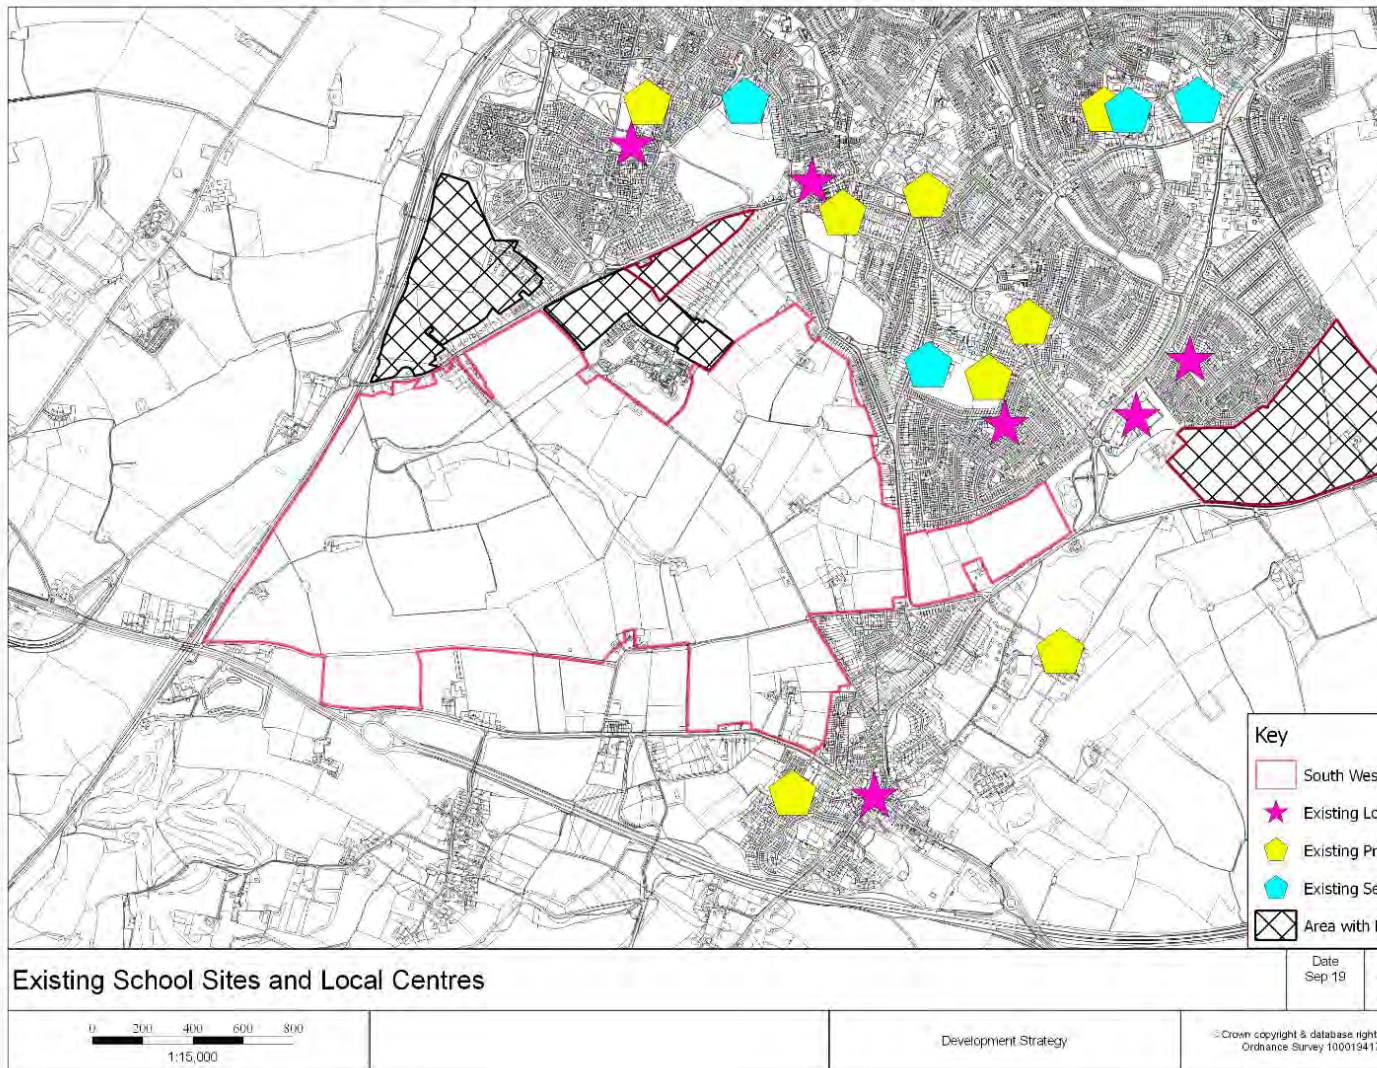 Key
South Wes
Existing Lo
Existing Pr
Existing Se
Area with
Existing School Sites and Local Centres
Date
Sep 19
0 200 400 600 800
1:15,000
Development Strategy
©Crown copyright & database right
Ordnance Survey 100019417